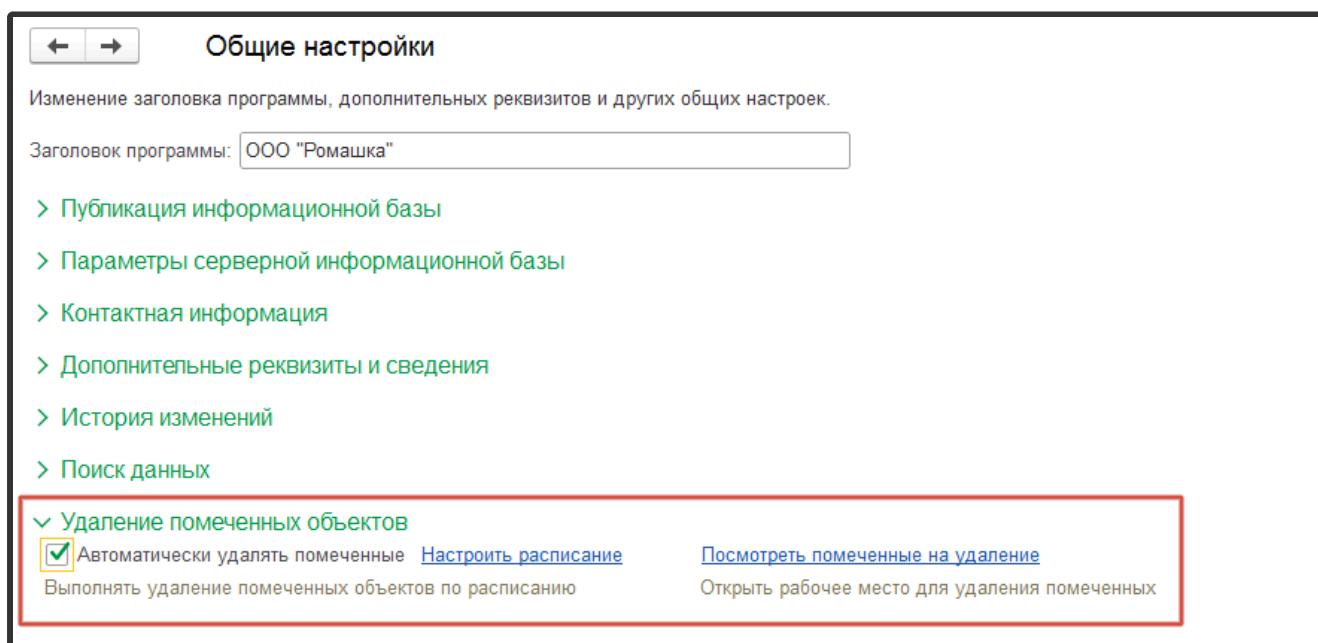 Общие настройки
Изменение заголовка программы, дополнительных реквизитов и других общих настроек.
Заголовок программы: ООО "Ромашка"
Публикация информационной базы
Параметры серверной информационной базы
Контактная информация
Дополнительные реквизиты и сведения
История изменений
Поиск данных
Удаление помеченных объектов
Автоматически удалять помеченные Настроить расписание Посмотреть помеченные на удаление
Выполнять удаление помеченных объектов по расписанию Открыть рабочее место для удаления помеченных